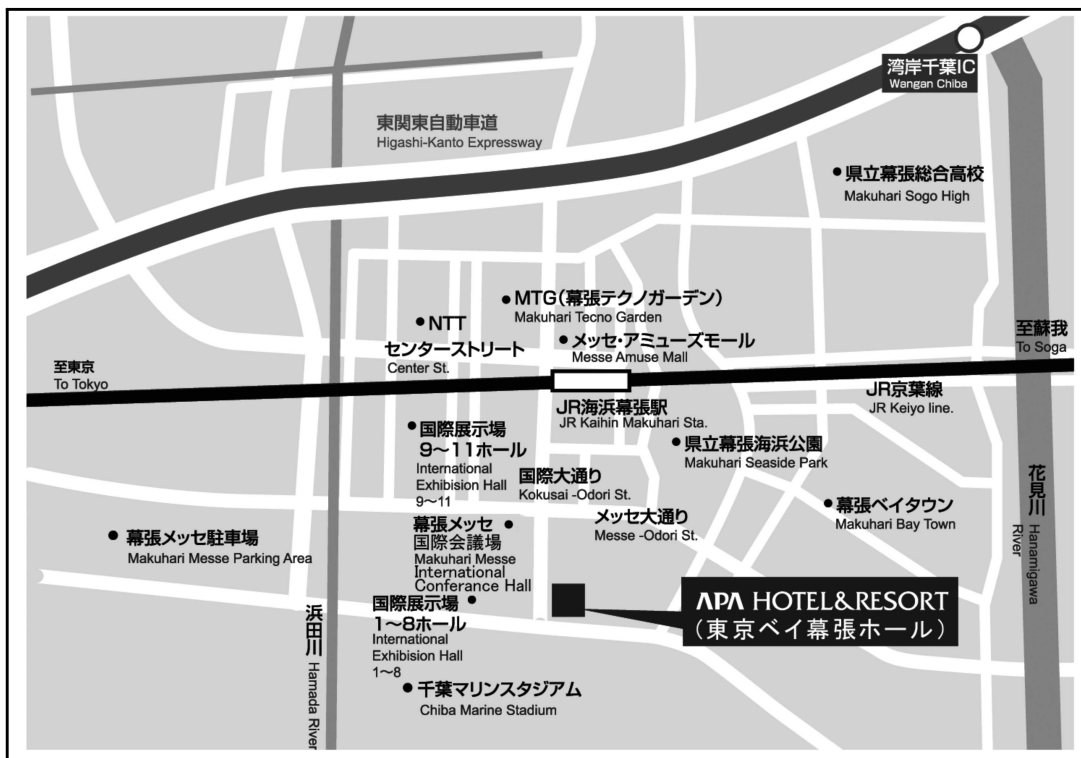 湾岸千葉IC
Wangan Chiba
東関東自動車道
Higashi-Kanto Expressway
県立幕張総合高校
Makuhari Sogo High
MTG(幕張テクノガーデン)
Makuhari Tecno Garden
NTT
メッセ・アミューズモール
Messe Amuse Mall
センターストリート
Center St.
至蘇我
To Soga
至東京
To Tokyo
JR京葉線
JR Keiyo line.
JR海浜幕張駅
JR Kaihin Makuhari Sta.
国際展示場
9〜11ホール
International
Exhibision Hall
9〜11
県立幕張海浜公園
Makuhari Seaside Park
国際大通り
Kokusai -Odori St.
メッセ大通り
Messe -Odori St.
幕張ベイタウン
Makuhari Bay Town
花見川
Hanamigawa
River
幕張メッセ駐車場
Makuhari Messe Parking Area
幕張メッセ
国際会議場
Makuhari Messe
International
Conferance Hall
国際展示場
1〜8ホール
International
Exhibision Hall
1〜8
APA HOTEL&RESORT
(東京ベイ幕張ホール)
浜田川
Hamada River
千葉マリンスタジアム
Chiba Marine Stadium